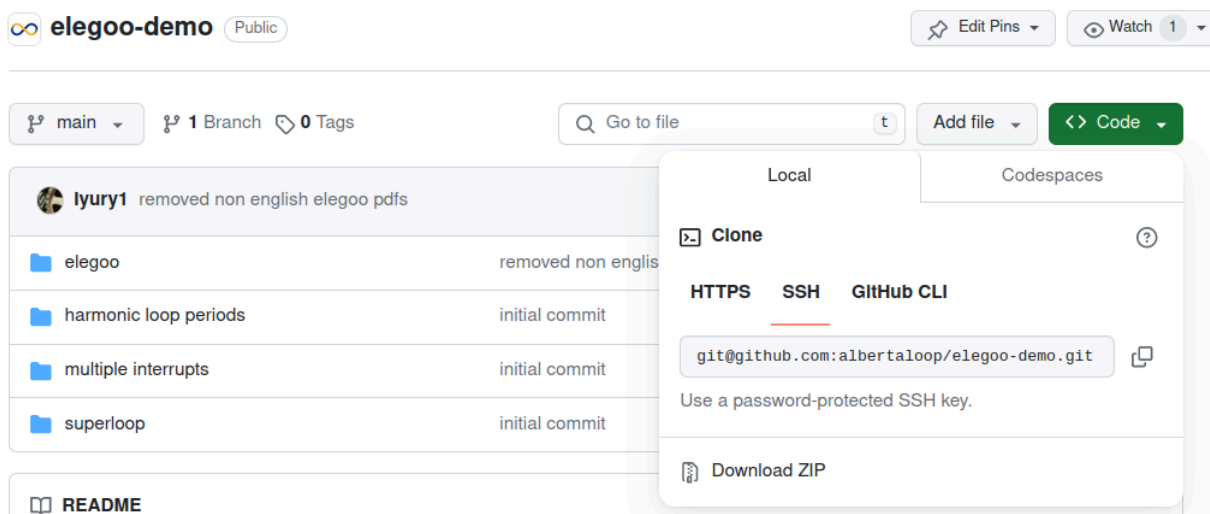 elegoo-demo Public Edit Pins Watch 1
main 1 Branch 0 Tags Go to file t Add file <> Code
Local Codespaces
lyury1 removed non english elegoo pdfs
Clone
elegoo removed non englis
HTTPS SSH GitHub CLI
harmonic loop periods initial commit
git@github.com:albertaloop/elegoo-demo.git
multiple interrupts initial commit
Use a password-protected SSH key.
superloop initial commit
Download ZIP
README